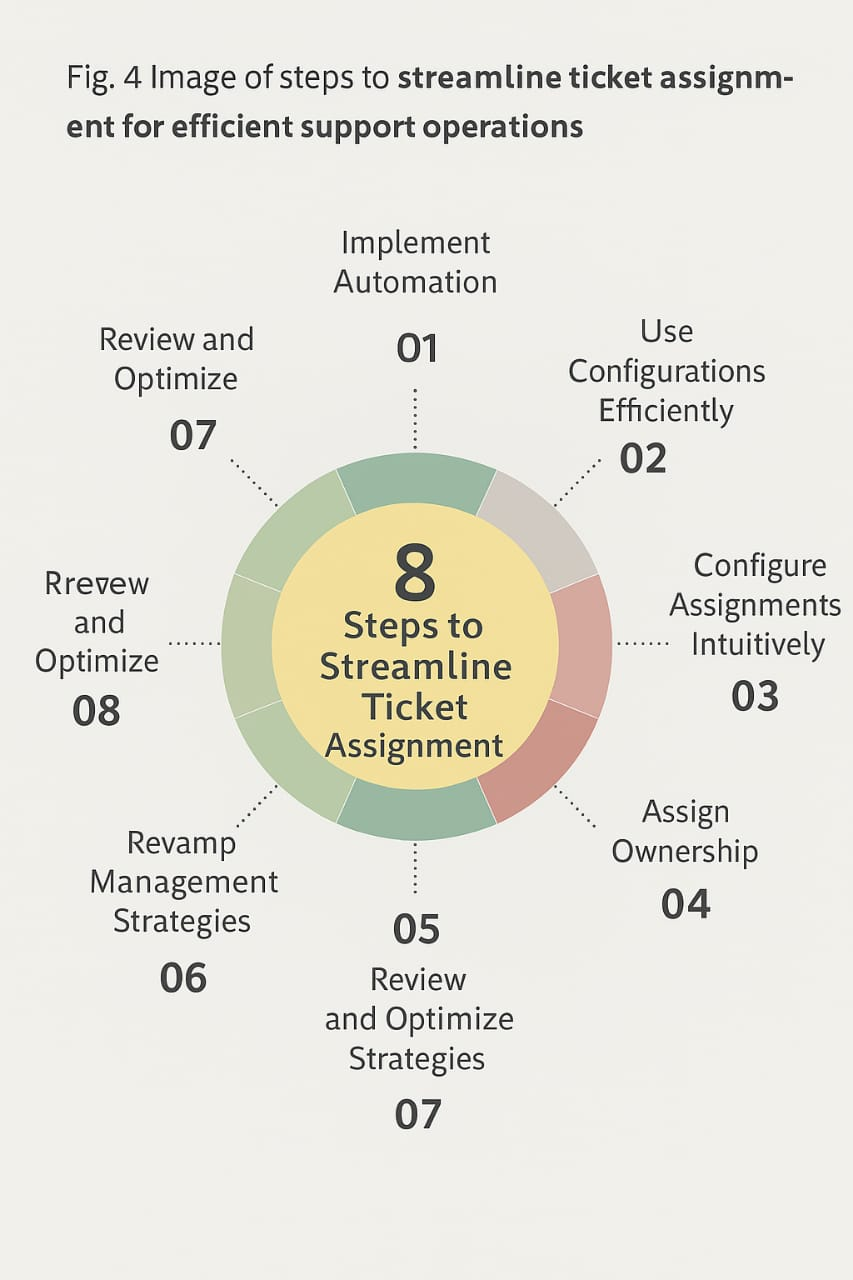 Fig. 4 Image of steps to streamline ticket assignm-
ent for efficient support operations
Implement
Automation
01
Use
Configurations
Efficiently
02
Configure
Assignments
Intuitively
03
Assign
Ownership
04
05
Review
and Optimize
Strategies
07
Revamp
Management
Strategies
06
Rrevew
and
Optimize
08
Review and
Optimize
07
8
Steps to
Streamline
Ticket
Assignment